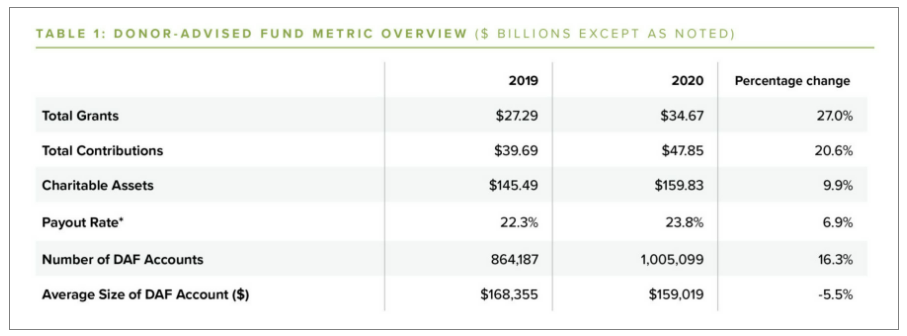 TABLE 1: DONOR-ADVISED FUND METRIC OVERVIEW ($ BILLIONS EXCEPT AS NOTED)
2019 2020 Percentage change
Total Grants $27.29 $34.67 27.0%
Total Contributions $39.69 $47.85 20.6%
Charitable Assets $145.49 $159.83 9.9%
Payout Rate* 22.3% 23.8% 6.9%
Number of DAF Accounts 864,187 1,005,099 16.3%
Average Size of DAF Account ($) $168,355 $159,019 -5.5%